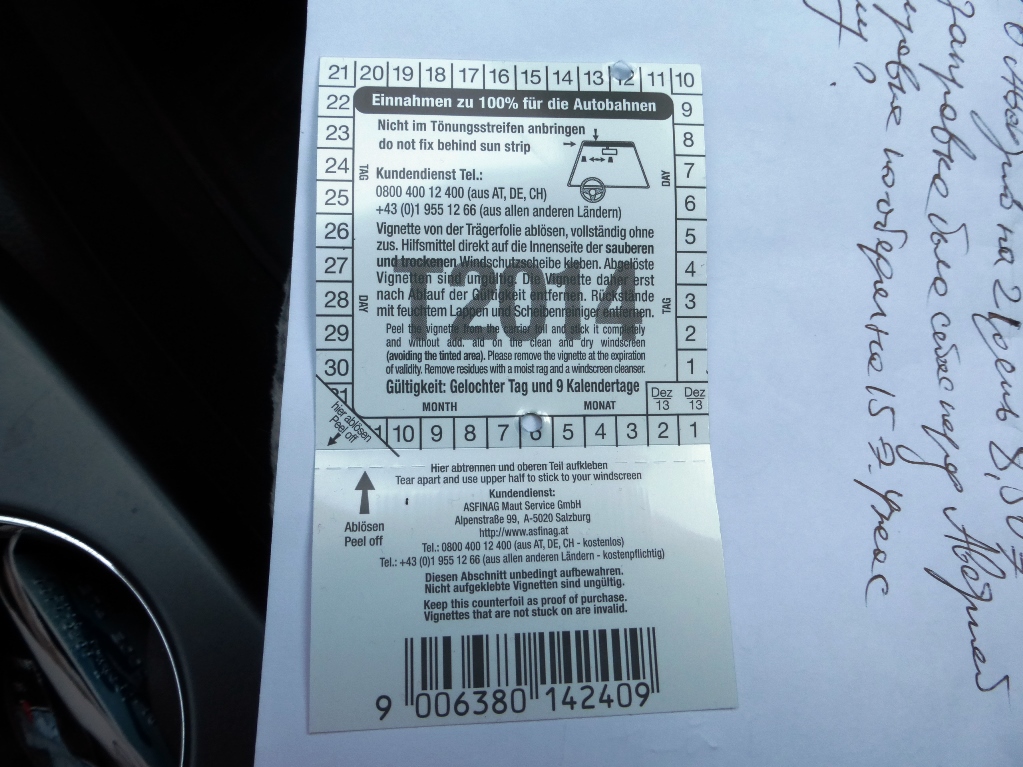 21 20 19 18 17 16 15 14 13 12 11 10
22 Einnahmen zu 100% für die Autobahnen 9
23 Nicht im Tönungsstreifen anbringen 8
do not fix behind sun strip
24 TAG Kundendienst Tel.: DAY 7
25 0800 400 12 400 (aus AT, DE, CH) 6
+43 (0)1 955 12 66 (aus allen anderen Ländern)
26 Vignette von der Trägerfolie ablösen, vollständig ohne 5
zus. Hilfsmittel direkt auf die Innenseite der sauberen
27 und trockenen Windschutzscheibe kleben. Abgelöste 4
Vignetten sind ungültig. Die Vignette daher erst
28 DAY nach Ablauf der Gültigkeit entfernen. Rückstände TAG 3
mit feuchtem Lappen und Scheibenreiniger entfernen.
T2014
29 Peel the vignette from the carrier foil and stick it completely 2
and without add. aid on the clean and dry windscreen
(avoiding the tinted area). Please remove the vignette at the expiration
30 of validity. Remove residues with a moist rag and a windscreen cleanser. 1
31 Gültigkeit: Gelochter Tag und 9 Kalendertage Dez 13 Dez 13
MONTH MONAT
hier ablösen
Peel off
10 9 8 7 6 5 4 3 2 1
Hier abtrennen und oberen Teil aufkleben
Tear apart and use upper half to stick to your windscreen
Kundendienst:
ASFINAG Maut Service GmbH
Alpenstraße 99, A-5020 Salzburg
http://www.asfinag.at
Ablösen
Peel off
Tel.: 0800 400 12 400 (aus AT, DE, CH - kostenlos)
Tel.: +43 (0)1 955 12 66 (aus allen anderen Ländern - kostenpflichtig)
Diesen Abschnitt unbedingt aufbewahren.
Nicht aufgeklebte Vignetten sind ungültig.
Keep this counterfoil as proof of purchase.
Vignettes that are not stuck on are invalid.
9 006380 142409
на 2
заправке была сбоку перед
на 15 ужас